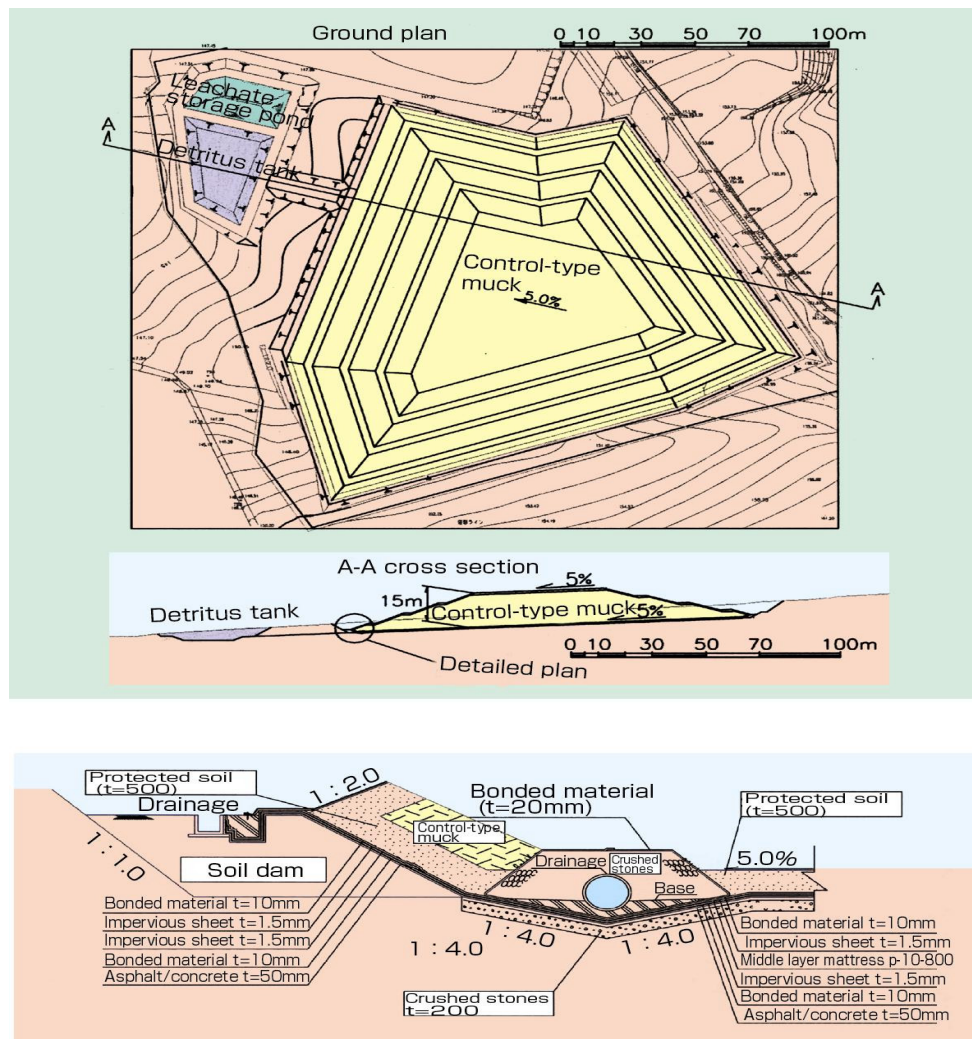 Ground plan
0 10 30 50 70 100m
Leachate
storage pond
A
Detritus tank
Control-type
muck
5.0%
A
A-A cross section
5%
15m
Detritus tank
Control-type muck
5%
0 10 30 50 70 100m
Detailed plan
Protected soil
(t=500)
Drainage
1：2.0
Bonded material
(t=20mm)
Protected soil
(t=500)
Control-type
muck
1：1.0
Soil dam
Drainage
Crushed
stones
Base
5.0%
Bonded material t=10mm
Impervious sheet t=1.5mm
Impervious sheet t=1.5mm
Bonded material t=10mm
Asphalt/concrete t=50mm
1：4.0
1：4.0
1：4.0
Bonded material t=10mm
Impervious sheet t=1.5mm
Middle layer mattress p-10-800
Impervious sheet t=1.5mm
Bonded material t=10mm
Asphalt/concrete t=50mm
Crushed stones
t=200